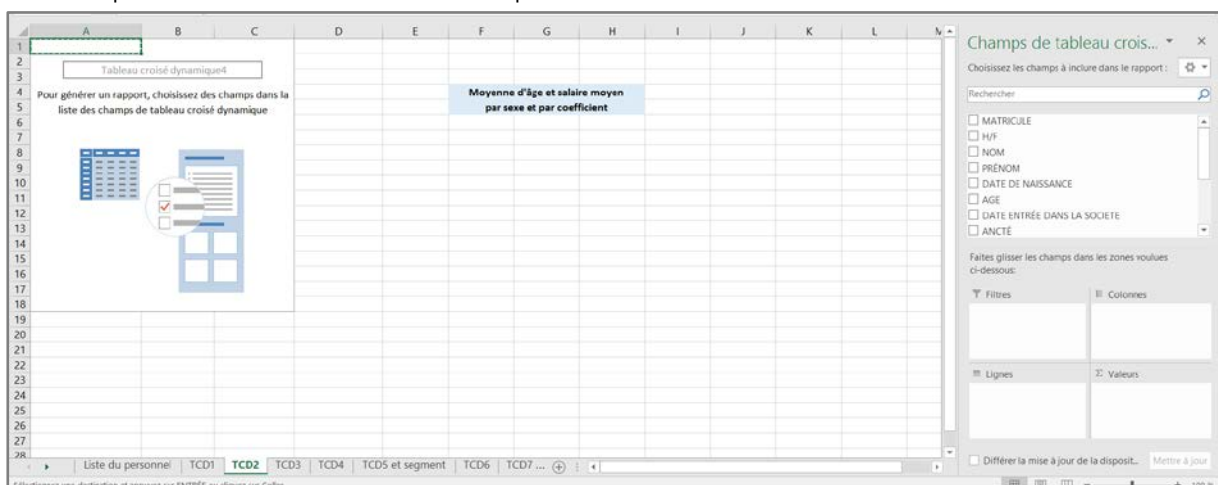 A B C D E F G H I J K L M
Champs de tableau crois...
Choisissez les champs à inclure dans le rapport :
Rechercher
MATRICULE
H/F
NOM
PRÉNOM
DATE DE NAISSANCE
AGE
DATE ENTRÉE DANS LA SOCIETE
ANCTÉ
Faites glisser les champs dans les zones voulues
ci-dessous:
Filtres
Colonnes
Lignes
Σ Valeurs
Différer la mise à jour de la disposit...
Mettre à jour
1
2
3
4
5
6
7
8
9
10
11
12
13
14
15
16
17
18
19
20
21
22
23
24
25
26
27
28
Tableau croisé dynamique4
Pour générer un rapport, choisissez des champs dans la
liste des champs de tableau croisé dynamique
Moyenne d'âge et salaire moyen
par sexe et par coefficient
Liste du personnel TCD1 TCD2 TCD3 TCD4 TCD5 et segment TCD6 TCD7 ...